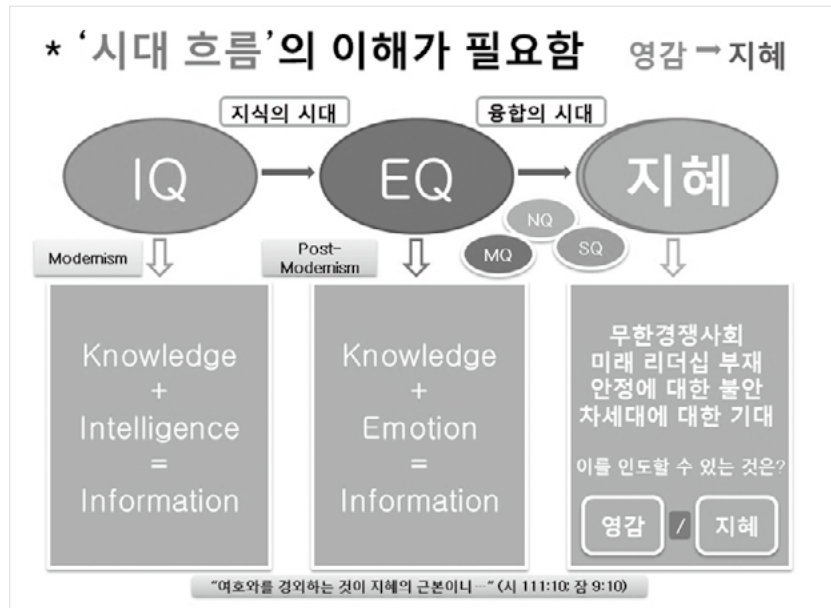 * ‘시대 흐름’의 이해가 필요함 영감 ➡ 지혜
지식의 시대 융합의 시대
IQ EQ 지혜
NQ
MQ SQ
Modernism Post-
Modernism
Knowledge
+
Intelligence
=
Information
Knowledge
+
Emotion
=
Information
무한경쟁사회
미래 리더십 부재
안정에 대한 불안
차세대에 대한 기대
이를 인도할 수 있는 것은?
영감 / 지혜
“여호와를 경외하는 것이 지혜의 근본이니…” (시 111:10; 잠 9:10)